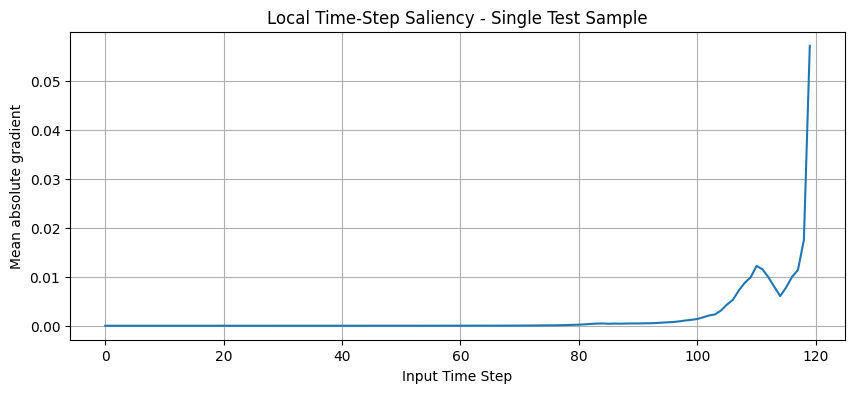 Local Time-Step Saliency - Single Test Sample
Mean absolute gradient
0.05
0.04
0.03
0.02
0.01
0.00
0 20 40 60 80 100 120
Input Time Step